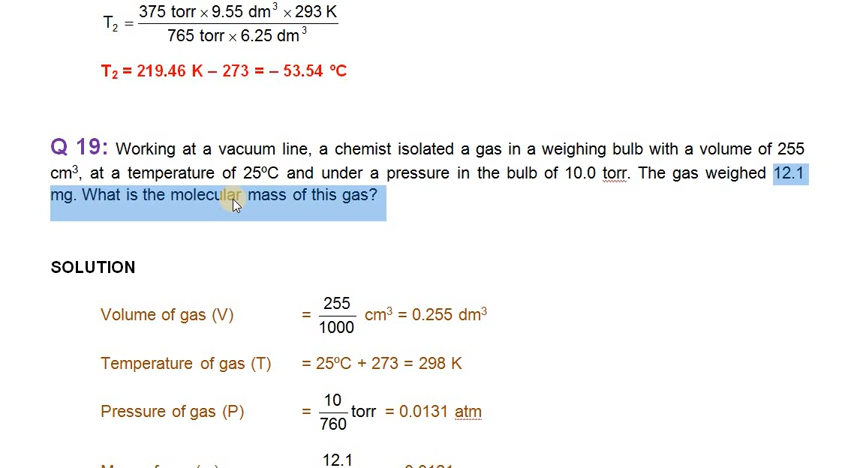 T₂ = 375 torr × 9.55 dm³ × 293 K / 765 torr × 6.25 dm³
T₂ = 219.46 K – 273 = – 53.54 ºC
Q 19: Working at a vacuum line, a chemist isolated a gas in a weighing bulb with a volume of 255
cm³, at a temperature of 25ºC and under a pressure in the bulb of 10.0 torr. The gas weighed 12.1
mg. What is the molecular mass of this gas?
SOLUTION
Volume of gas (V) = 255/1000 cm³ = 0.255 dm³
Temperature of gas (T) = 25ºC + 273 = 298 K
Pressure of gas (P) = 10/760 torr = 0.0131 atm
12.1